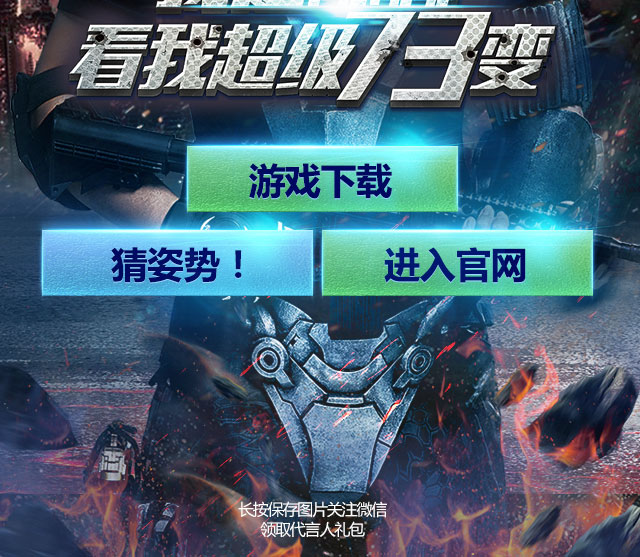 看我超级73变
游戏下载
猜姿势！
进入官网
长按保存图片关注微信
领取代言人礼包